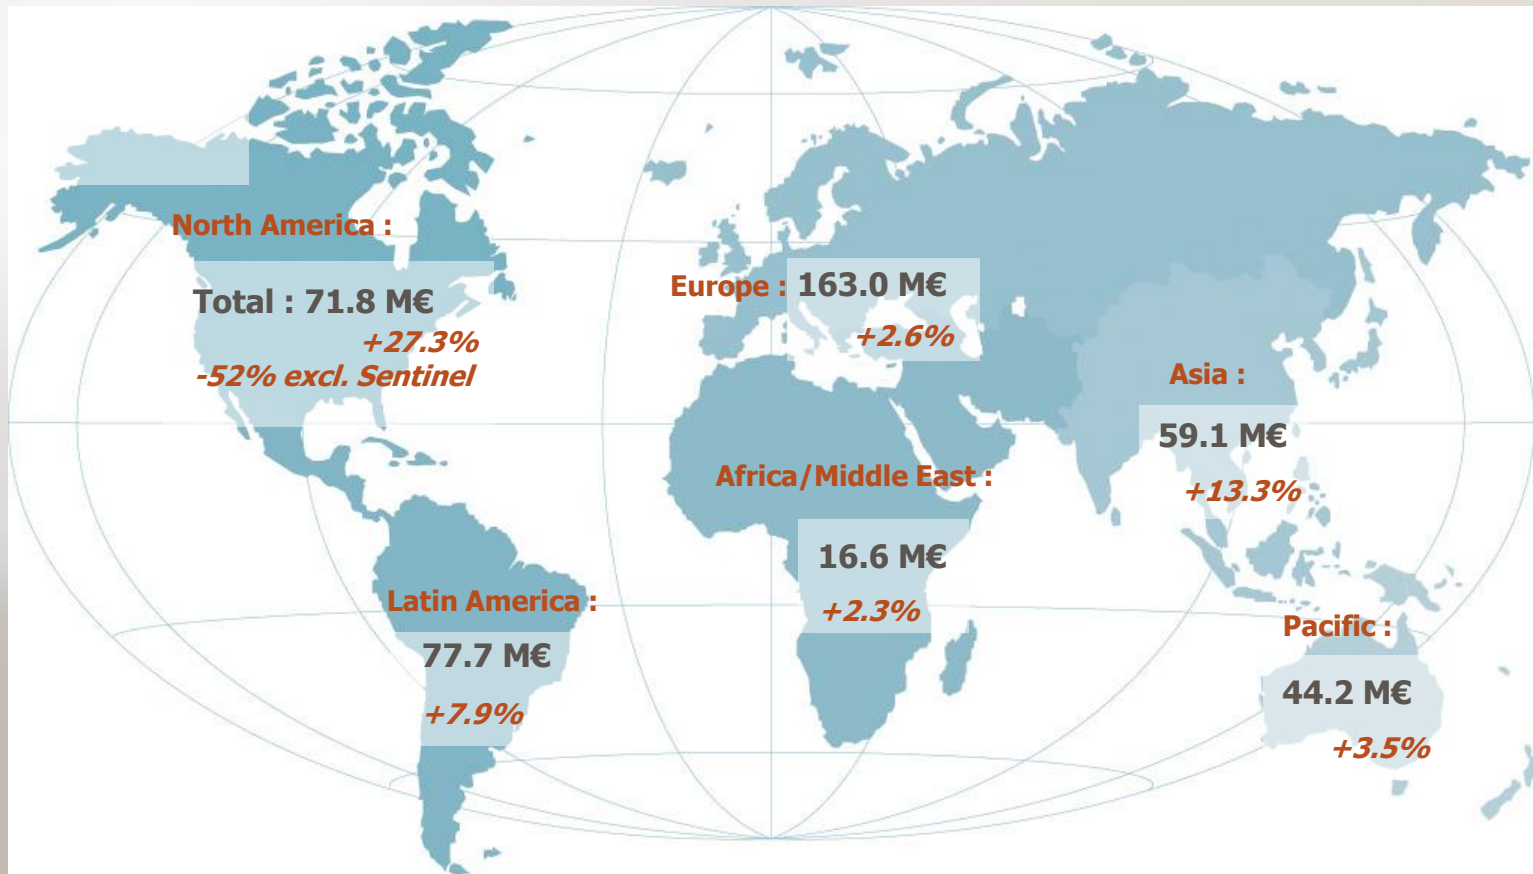 North America :
Total : 71.8 M€
+27.3%
-52% excl. Sentinel
Europe : 163.0 M€
+2.6%
Asia :
59.1 M€
+13.3%
Africa/Middle East :
16.6 M€
+2.3%
Latin America :
77.7 M€
+7.9%
Pacific :
44.2 M€
+3.5%